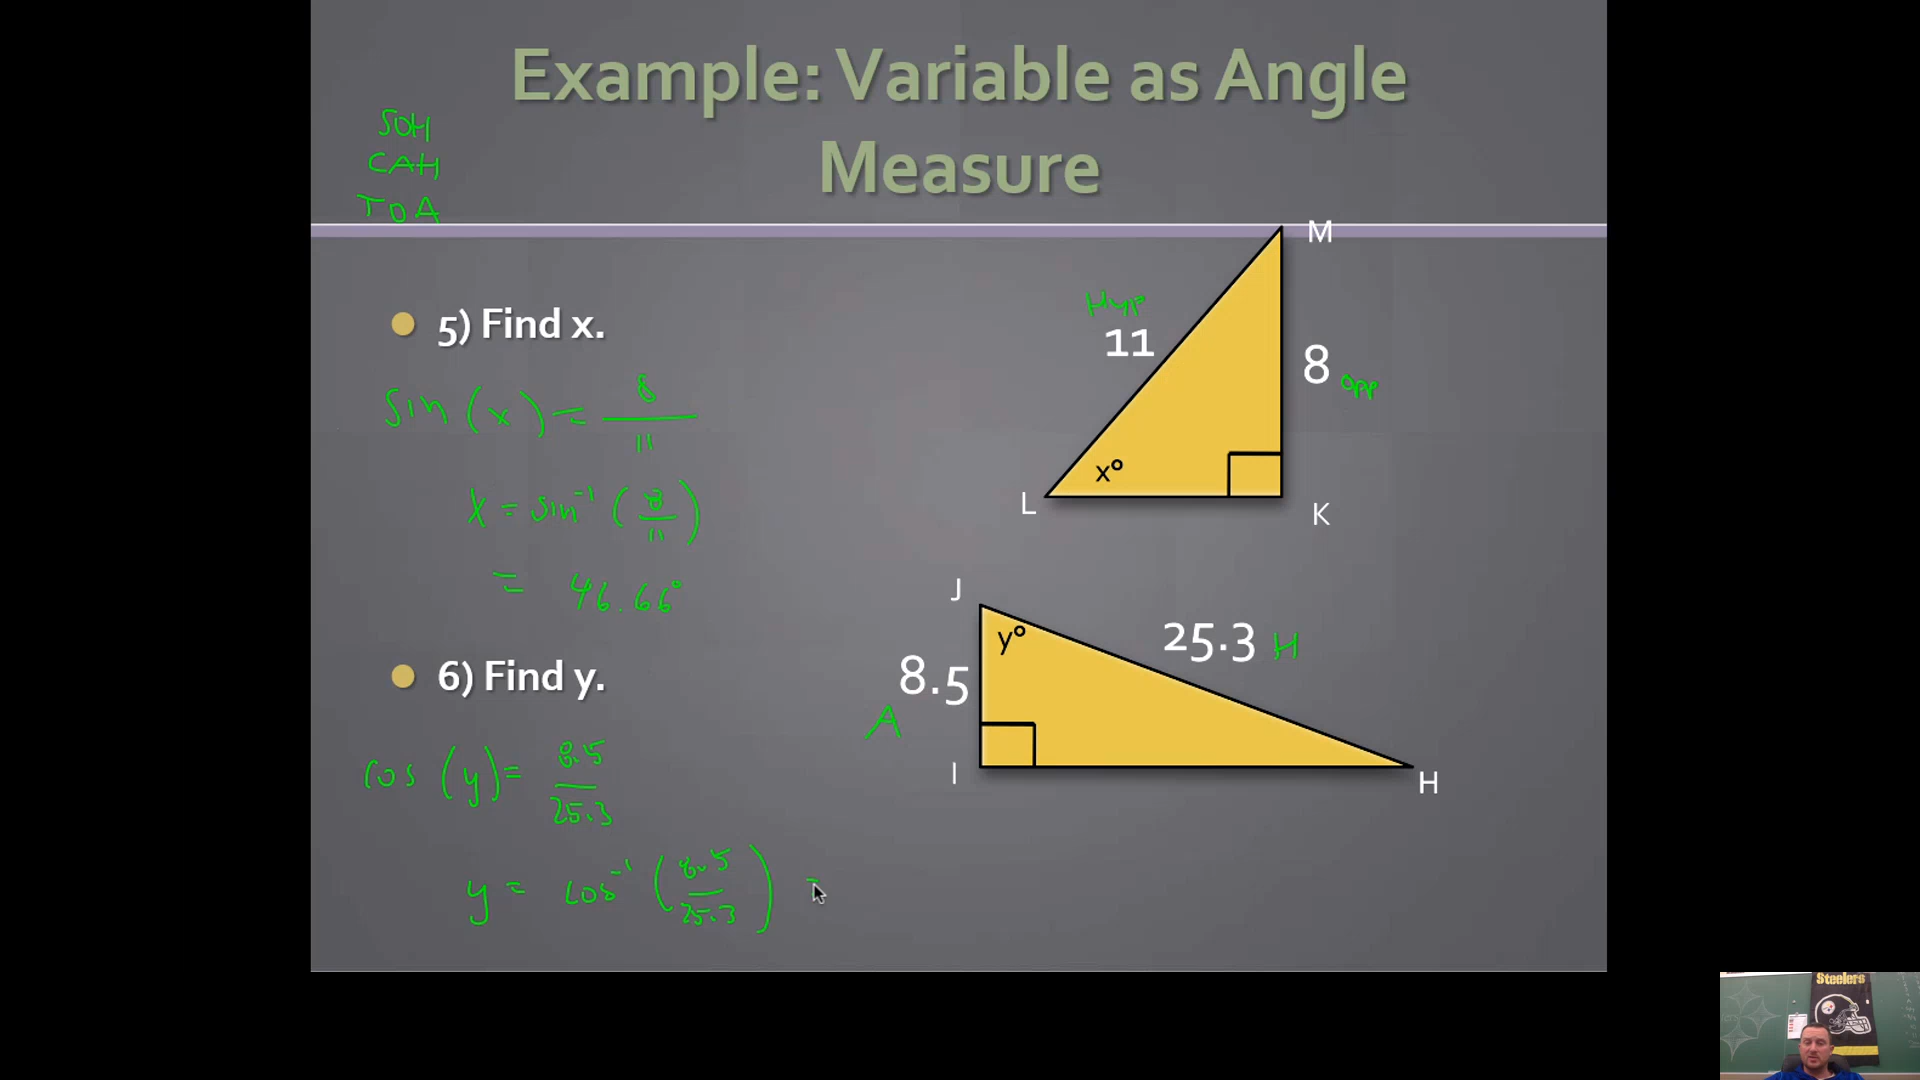 Example: Variable as Angle
Measure
SOH
CAH
TOA
5) Find x.
sin (x) = 8/11
x = sin⁻¹ (8/11)
= 46.66°
6) Find y.
cos (y) = 8.5/25.3
y = cos⁻¹ (8.5/25.3) =
M
Hyp
11
8 opp
x°
L
K
J
y°
25.3 H
8.5
A
I
H
Steelers